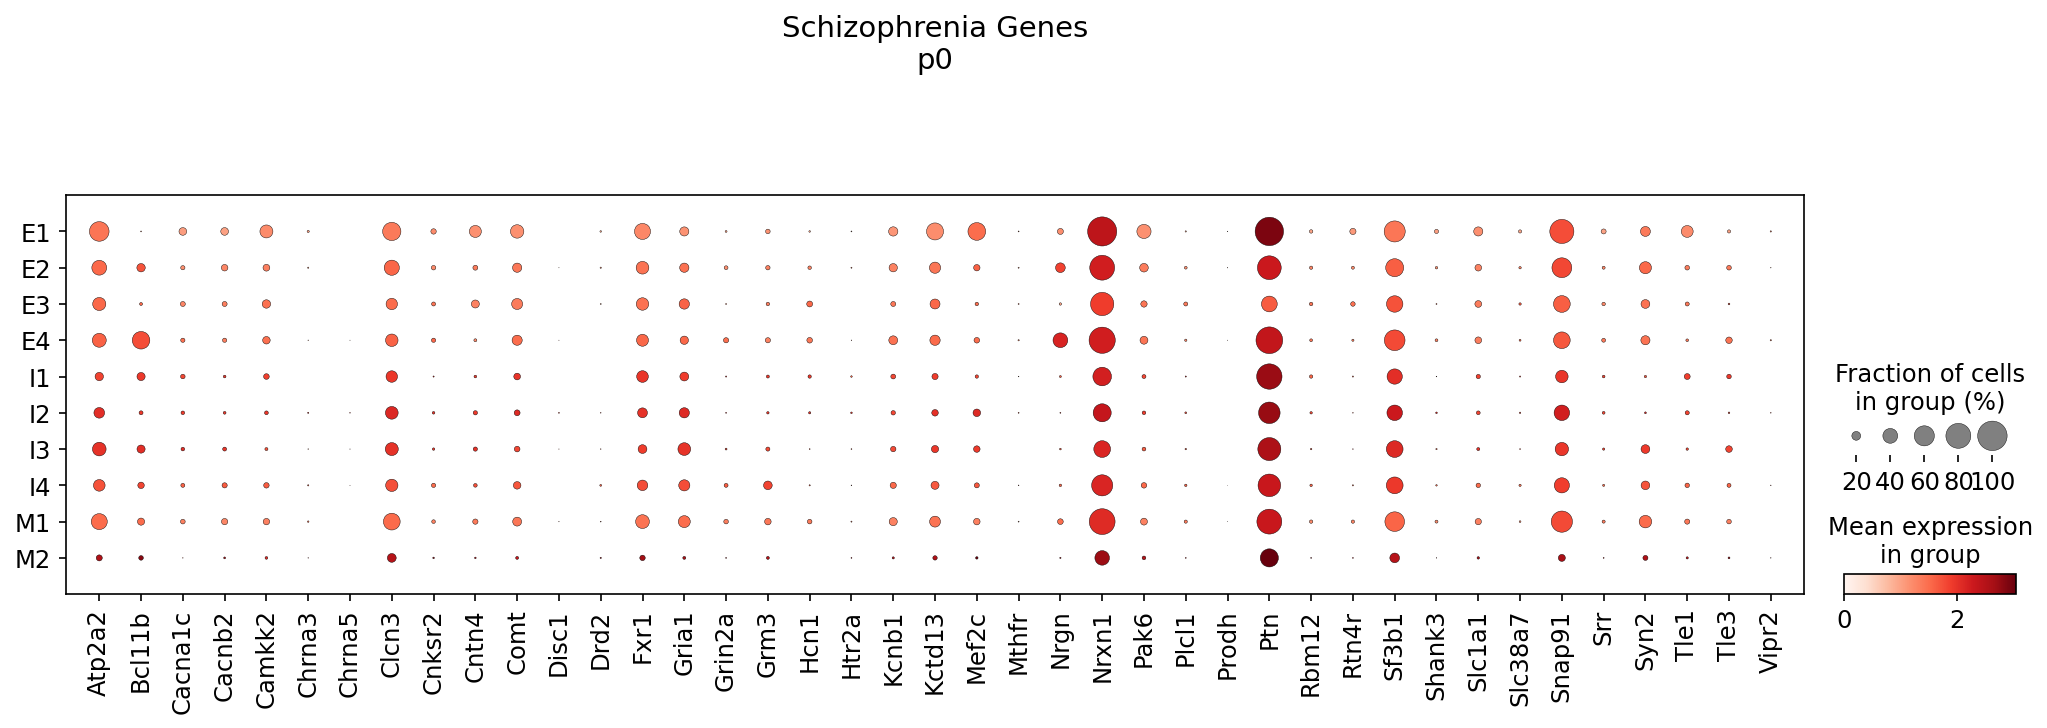 Schizophrenia Genes
p0
E1
E2
E3
E4
I1
I2
I3
I4
M1
M2
Atp2a2
Bcl11b
Cacna1c
Cacnb2
Camkk2
Chrna3
Chrna5
Clcn3
Cnksr2
Cntn4
Comt
Disc1
Drd2
Fxr1
Gria1
Grin2a
Grm3
Hcn1
Htr2a
Kcnb1
Kctd13
Mef2c
Mthfr
Nrgn
Nrxn1
Pak6
Plcl1
Prodh
Ptn
Rbm12
Rtn4r
Sf3b1
Shank3
Slc1a1
Slc38a7
Snap91
Srr
Syn2
Tle1
Tle3
Vipr2
Fraction of cells
in group (%)
20 40 60 80 100
Mean expression
in group
0 2